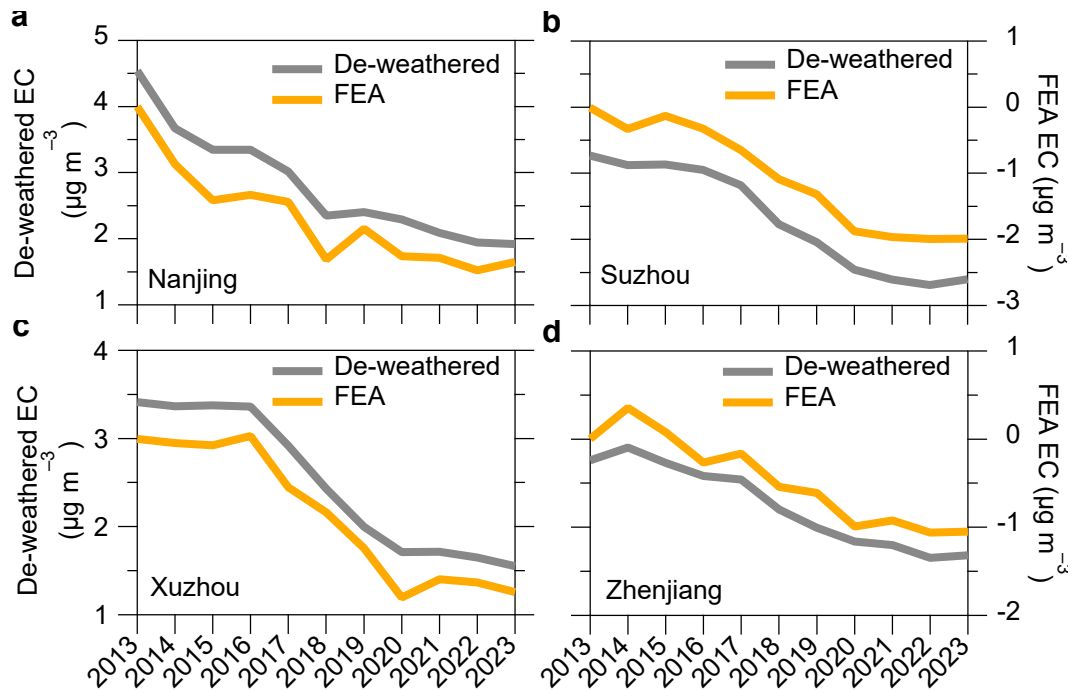 a
De-weathered EC
(μg m⁻³)
5
4
3
2
1
De-weathered
FEA
Nanjing
b
De-weathered
FEA
Suzhou
1
0
-1
-2
-3
FEA EC (μg m⁻³)
c
De-weathered EC
(μg m⁻³)
4
3
2
1
De-weathered
FEA
Xuzhou
2013
2014
2015
2016
2017
2018
2019
2020
2021
2022
2023
d
De-weathered
FEA
Zhenjiang
1
0
-1
-2
FEA EC (μg m⁻³)
2013
2014
2015
2016
2017
2018
2019
2020
2021
2022
2023